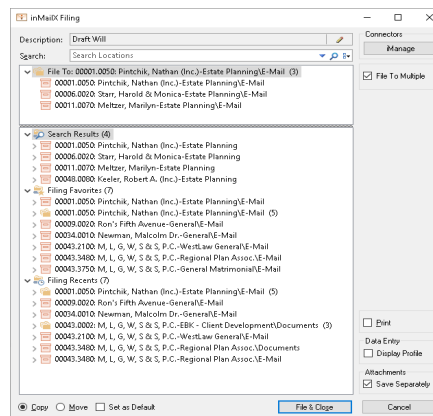 inMailX Filing
Description: Draft Will
Search: Search Locations
File To: 00001.0050: Pintchik, Nathan (Inc.)-Estate Planning\E-Mail (3)
00001.0050: Pintchik, Nathan (Inc.)-Estate Planning\E-Mail
00006.0020: Starr, Harold & Monica-Estate Planning\E-Mail
00011.0070: Meltzer, Marilyn-Estate Planning\E-Mail
Search Results (4)
00001.0050: Pintchik, Nathan (Inc.)-Estate Planning
00006.0020: Starr, Harold & Monica-Estate Planning
00011.0070: Meltzer, Marilyn-Estate Planning
00048.0080: Keeler, Robert A. (Inc.)-Estate Planning
Filing Favorites (7)
00001.0050: Pintchik, Nathan (Inc.)-Estate Planning\E-Mail
00001.0050: Pintchik, Nathan (Inc.)-Estate Planning\E-Mail (5)
00009.0020: Ron's Fifth Avenue-General\E-Mail
00034.0010: Newman, Malcolm Dr.-General\E-Mail
00043.2100: M, L, G, W, S & S, P.C.-WestLaw General\E-Mail
00043.3480: M, L, G, W, S & S, P.C.-Regional Plan Assoc.\E-Mail
00043.3750: M, L, G, W, S & S, P.C.-General Matrimonial\E-Mail
Filing Recents (7)
00001.0050: Pintchik, Nathan (Inc.)-Estate Planning\E-Mail (5)
00009.0020: Ron's Fifth Avenue-General\E-Mail
00034.0010: Newman, Malcolm Dr.-General\E-Mail
00043.0002: M, L, G, W, S & S, P.C.-EBK - Client Development\Documents (3)
00043.2100: M, L, G, W, S & S, P.C.-WestLaw General\E-Mail
00043.3480: M, L, G, W, S & S, P.C.-Regional Plan Assoc.\Documents
00043.3480: M, L, G, W, S & S, P.C.-Regional Plan Assoc.\E-Mail
Copy Move Set as Default File & Close
Connectors
iManage
File To Multiple
Print
Data Entry
Display Profile
Attachments
Save Separately
Cancel